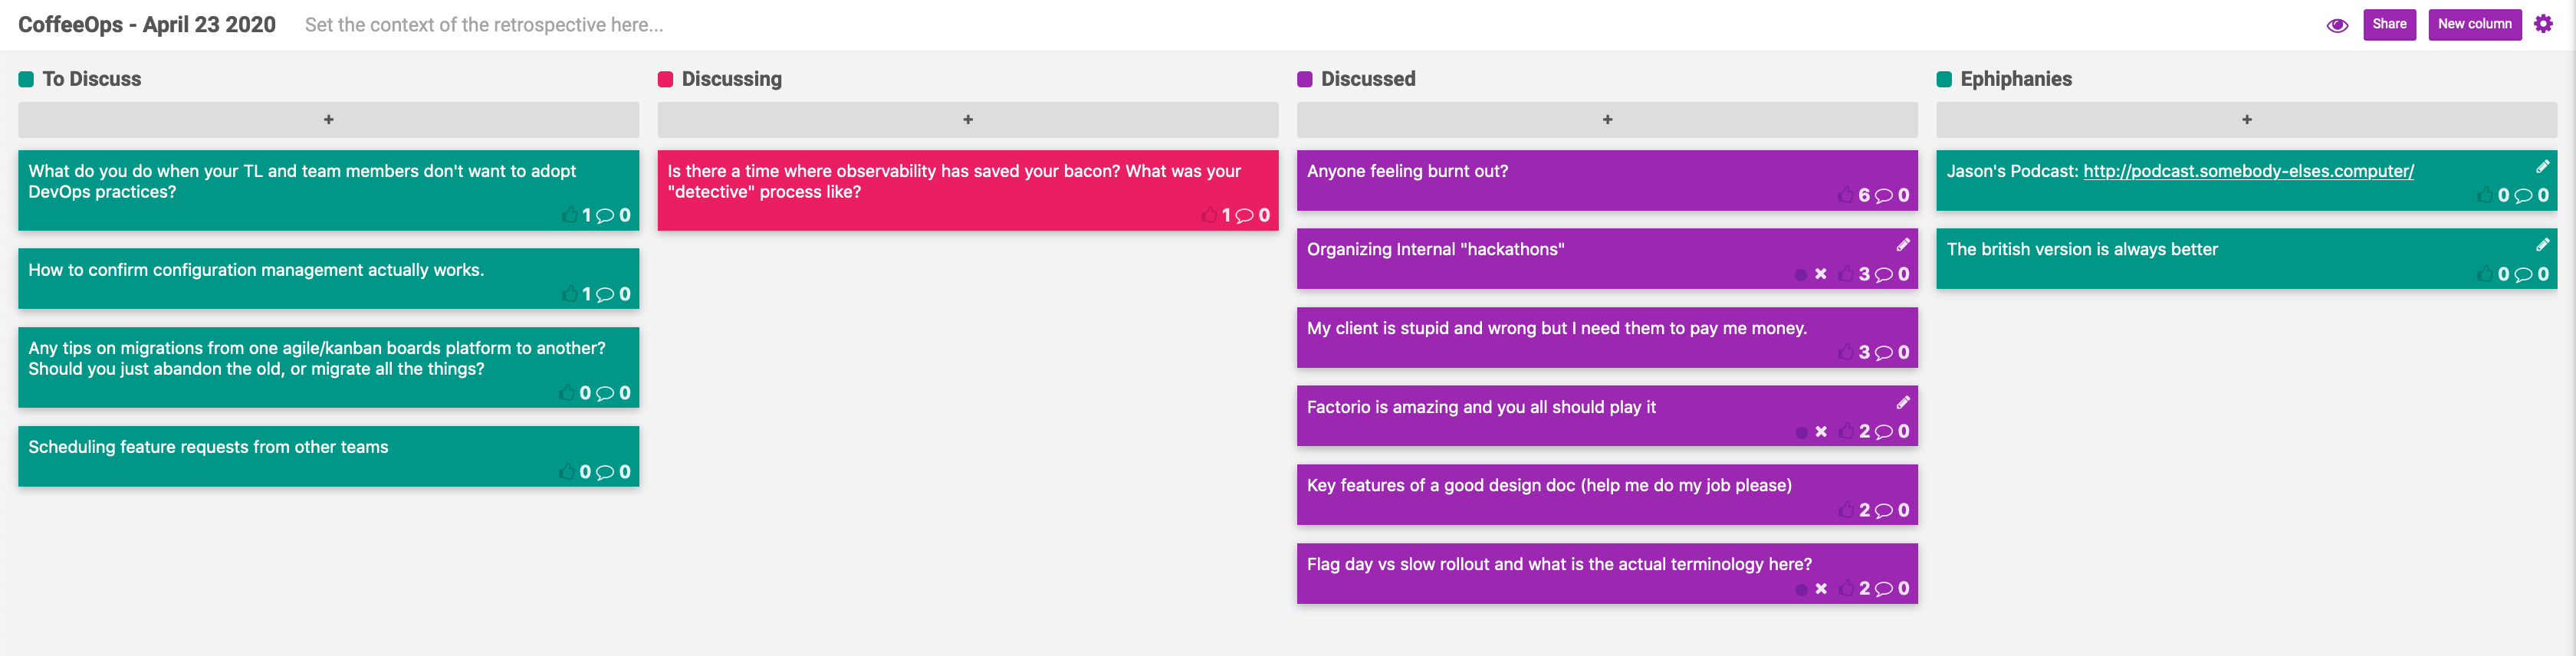 CoffeeOps - April 23 2020
Set the context of the retrospective here...
Share
New column
To Discuss
+
What do you do when your TL and team members don't want to adopt
DevOps practices?
1 0
How to confirm configuration management actually works.
1 0
Any tips on migrations from one agile/kanban boards platform to another?
Should you just abandon the old, or migrate all the things?
0 0
Scheduling feature requests from other teams
0 0
Discussing
+
Is there a time where observability has saved your bacon? What was your
"detective" process like?
1 0
Discussed
+
Anyone feeling burnt out?
6 0
Organizing Internal "hackathons"
3 0
My client is stupid and wrong but I need them to pay me money.
3 0
Factorio is amazing and you all should play it
2 0
Key features of a good design doc (help me do my job please)
2 0
Flag day vs slow rollout and what is the actual terminology here?
2 0
Ephiphanies
+
Jason's Podcast: http://podcast.somebody-elses.computer/
0 0
The british version is always better
0 0